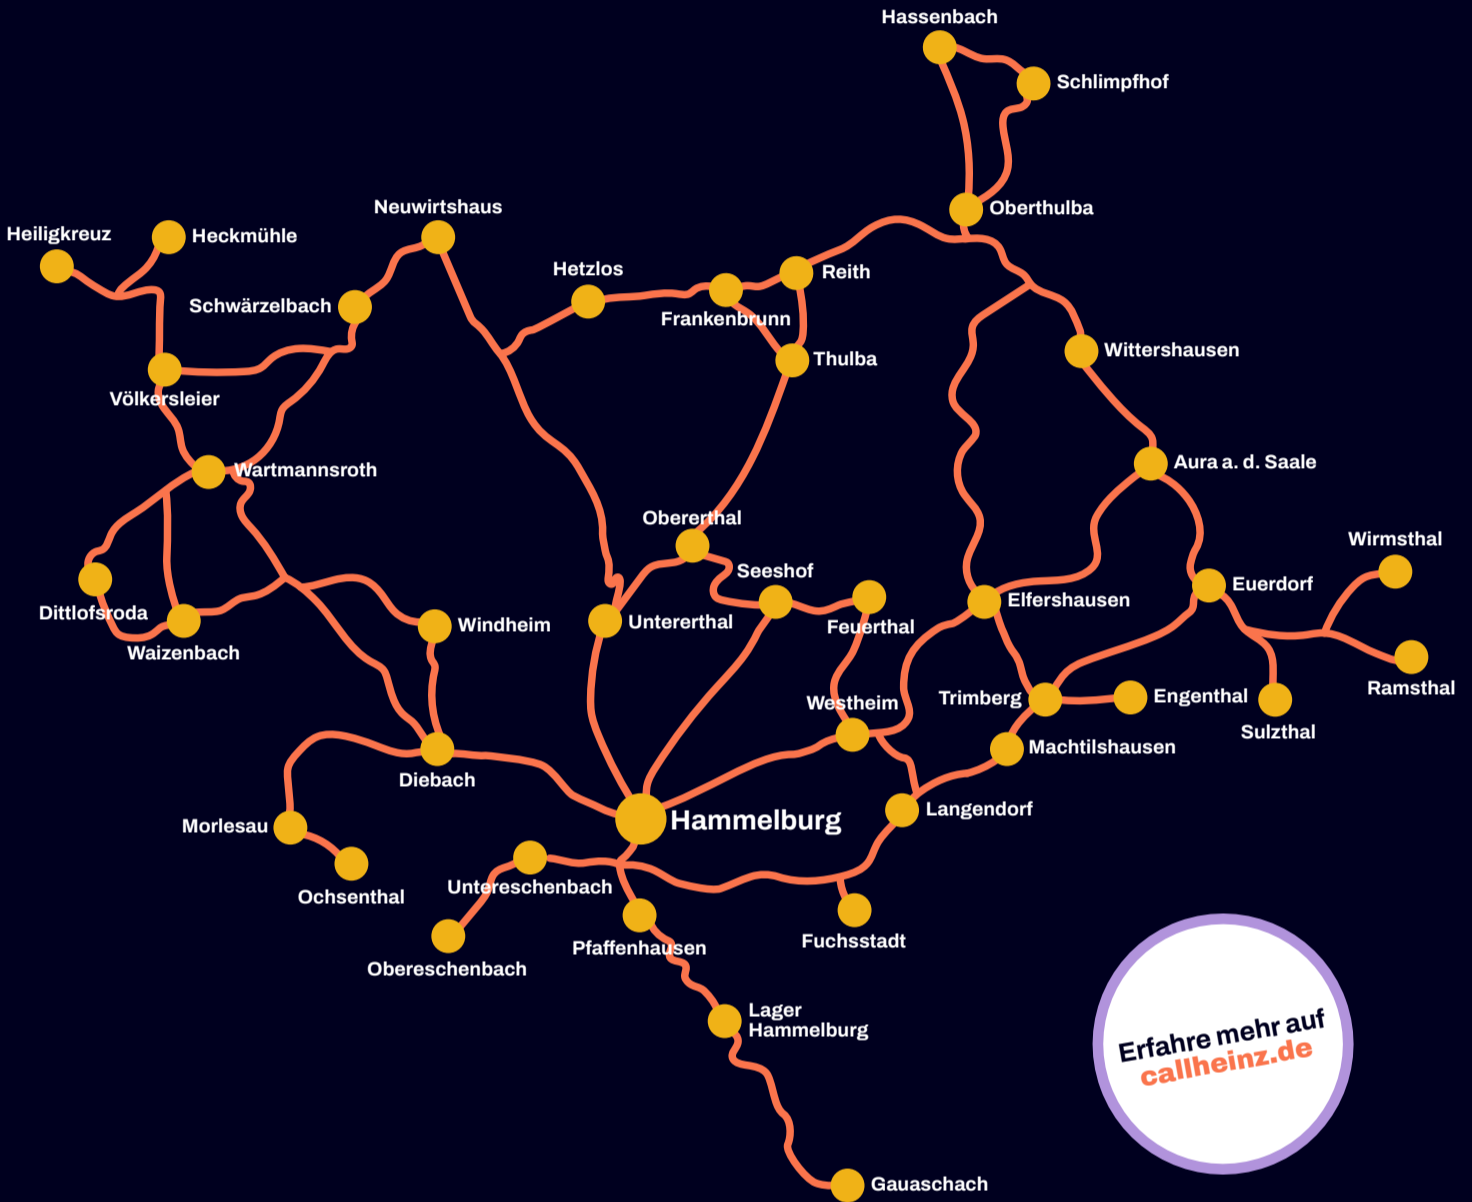 Hassenbach
Schlimpfhof
Oberthulba
Neuwirtshaus
Heiligkreuz
Heckmühle
Hetzlos
Reith
Schwärzelbach
Frankenbrunn
Thulba
Wittershausen
Völkersleier
Wartmannsroth
Aura a. d. Saale
Obererthal
Wirmsthal
Seeshof
Euerdorf
Elfershausen
Dittlofsroda
Untererthal
Feuerthal
Windheim
Waizenbach
Ramsthal
Westheim
Trimberg
Engenthal
Sulzthal
Machtilshausen
Diebach
Langendorf
Hammelburg
Morlesau
Untereschenbach
Ochsenthal
Fuchsstadt
Pfaffenhausen
Obereschenbach
Lager
Hammelburg
Erfahre mehr auf
callheinz.de
Gauaschach